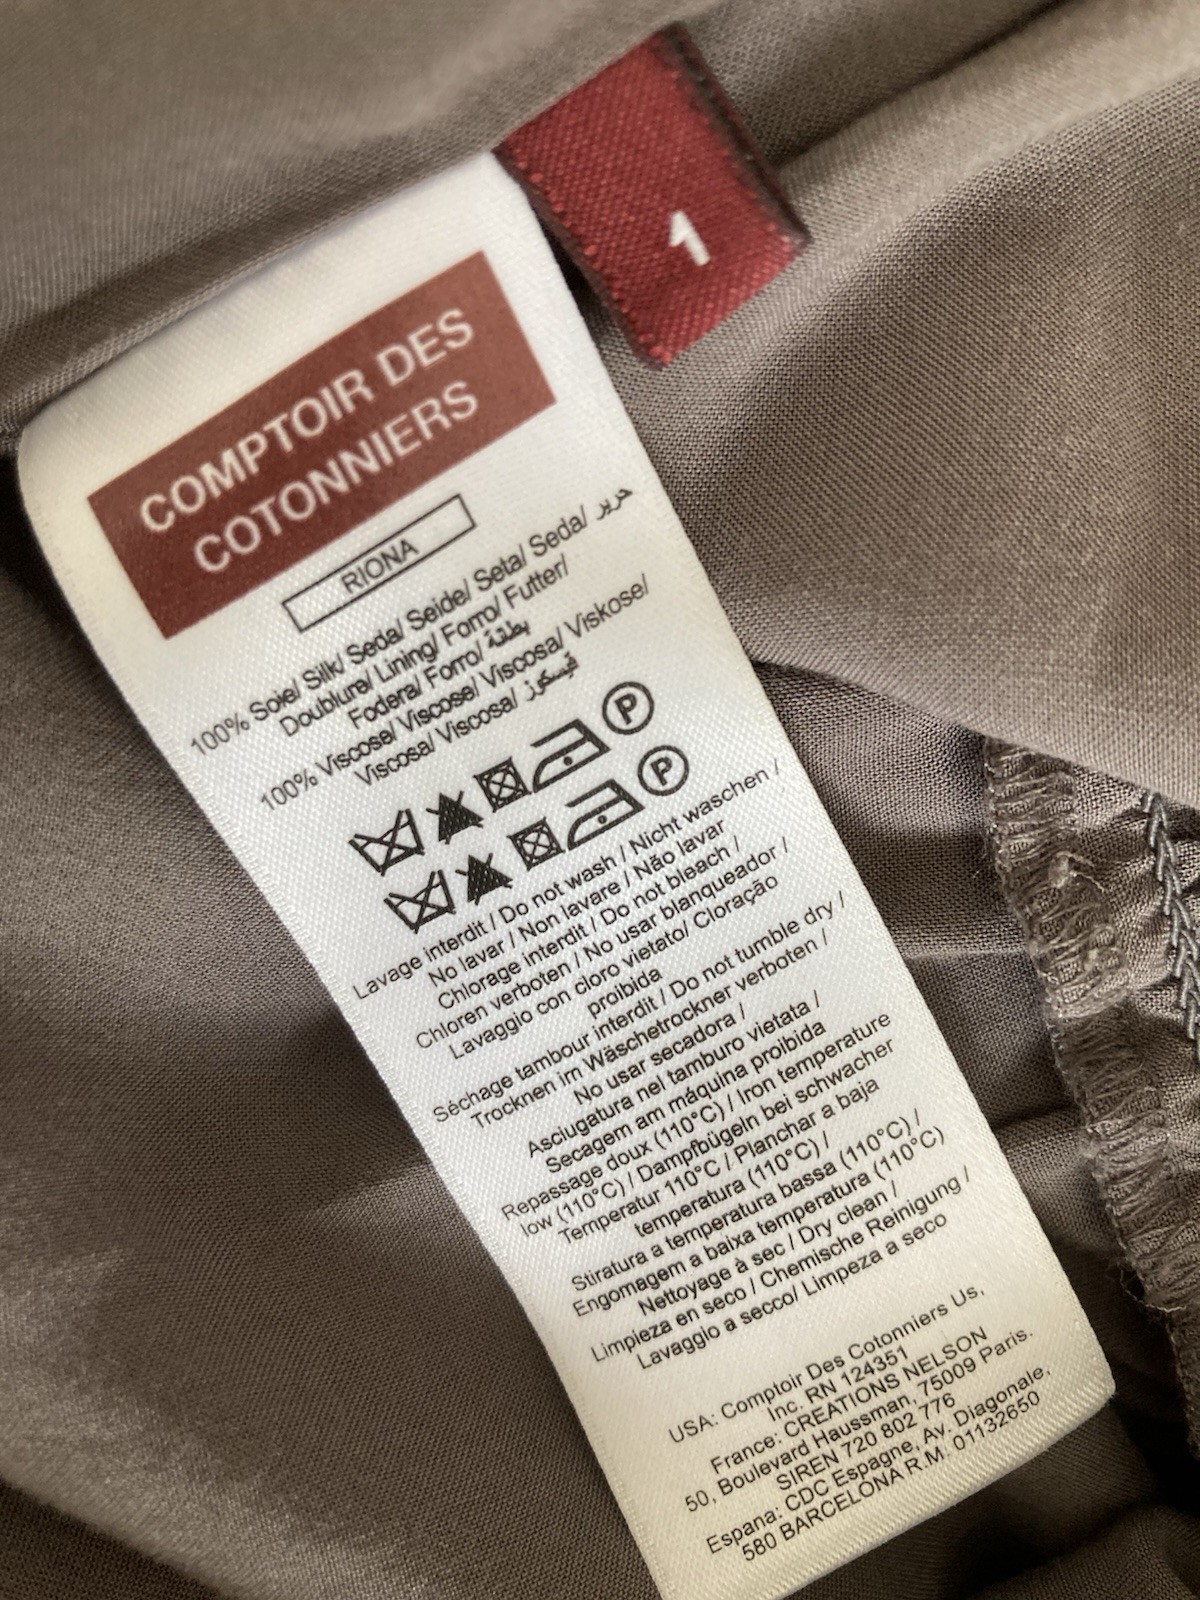 1
COMPTOIR DES
COTONNIERS
RIONA
100% Soie/ Silk/ Seda/ Seide/ Seta/ Seda/ حرير
Doublure/ Lining/ Forro/ Futter/
Fodera/ Forro/ بطانة
100% Viscose/ Viscose/ Viscosa/ Viskose/
Viscosa/ Viscosa/ فيسكوز
P
P
Lavage interdit / Do not wash / Nicht waschen /
No lavar / Non lavare / Não lavar
Chlorage interdit / Do not bleach /
Chloren verboten / No usar blanqueador /
Lavaggio con cloro vietato/ Cloração
proibida
Séchage tambour interdit / Do not tumble dry /
Trocknen im Wäschetrockner verboten /
No usar secadora /
Asciugatura nel tamburo vietata /
Secagem am máquina proibida
Repassage doux (110°C) / Iron temperature
low (110°C) / Dampfbügeln bei schwacher
Temperatur 110°C / Planchar a baja
temperatura (110°C) /
Stiratura a temperatura bassa (110°C) /
Engomagem a baixa temperatura (110°C)
Nettoyage à sec / Dry clean /
Limpieza en seco / Chemische Reinigung /
Lavaggio a secco/ Limpeza a seco
USA: Comptoir Des Cotonniers Us,
Inc. RN 124351
France: CREATIONS NELSON
50, Boulevard Haussman, 75009 Paris.
SIREN 720 802 776
Espana: CDC Espagne, Av. Diagonale,
580 BARCELONA R.M. 01132650